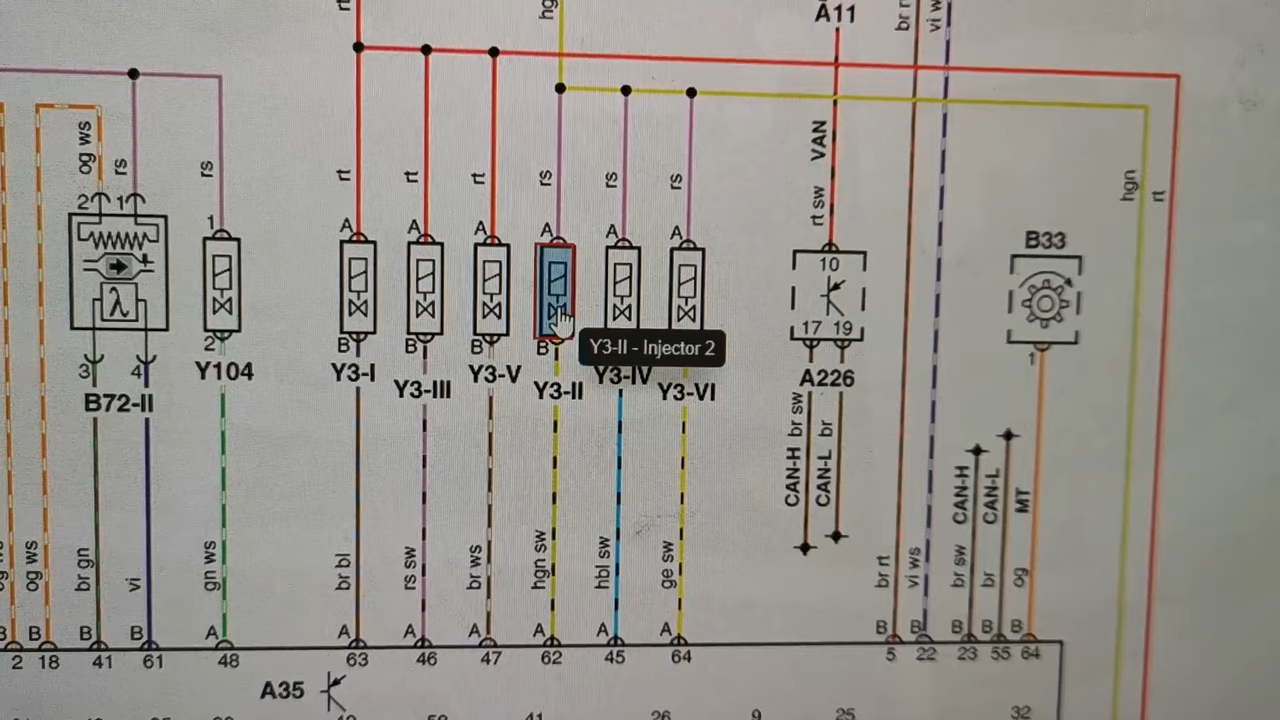 rt
hg
A11
br r
vi w
og ws
rs
rs
rt
rt
rt
rs
rs
rs
VAN
rt sw
hgn
rt
2 1
1
A A A A A A
10
B33
λ
17 19
2
B B B B
Y3-II - Injector 2
3 4
Y104
Y3-I
Y3-III
Y3-V
Y3-II
Y3-IV
Y3-VI
A226
1
B72-II
CAN-H br sw
CAN-L br
CAN-H
CAN-L
MT
og ws
br gn
vi
gn ws
br bl
rs sw
br ws
hgn sw
hbl sw
ge sw
br rt
vi ws
br sw
br
og
B B B B A A A A A A A B B B B B
2 18 41 61 48 63 46 47 62 45 64 5 22 23 55 64
A35
26 9 25 32